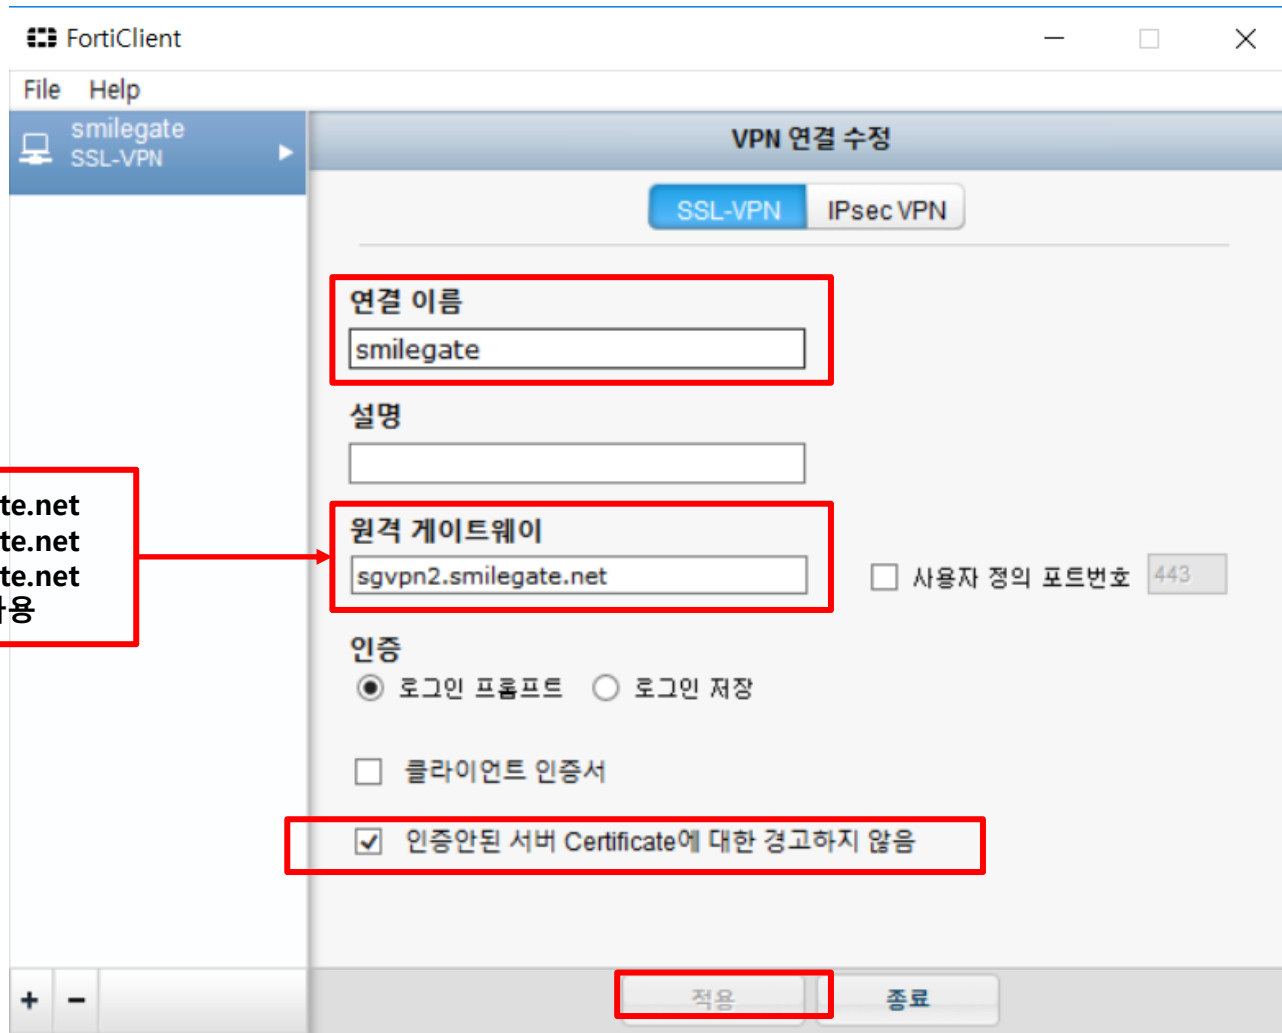 FortiClient
File Help
smilegate
SSL-VPN
VPN 연결 수정
SSL-VPN IPsec VPN
연결 이름
smilegate
설명
te.net
te.net
te.net
용
원격 게이트웨이
sgvpn2.smilegate.net
사용자 정의 포트번호 443
인증
로그인 프롬프트 로그인 저장
클라이언트 인증서
인증안된 서버 Certificate에 대한 경고하지 않음
+ −
적용 종료